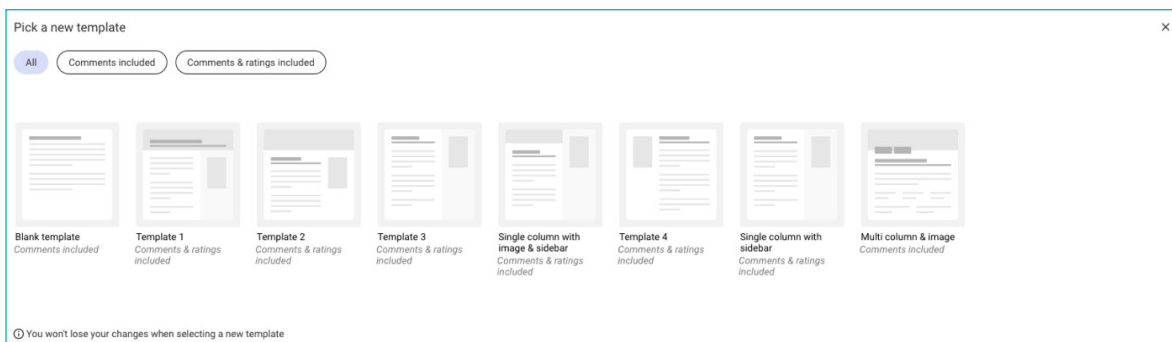 Pick a new template
All
Comments included
Comments & ratings included
Blank template
Comments included
Template 1
Comments & ratings
included
Template 2
Comments & ratings
included
Template 3
Comments & ratings
included
Single column with
image & sidebar
Comments & ratings
included
Template 4
Comments & ratings
included
Single column with
sidebar
Comments & ratings
included
Multi column & image
Comments included
You won't lose your changes when selecting a new template